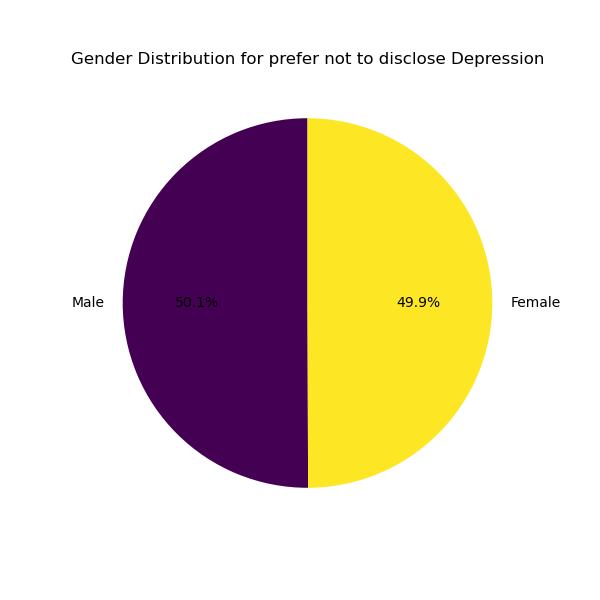 Gender Distribution for prefer not to disclose Depression
Male
50.1%
49.9%
Female